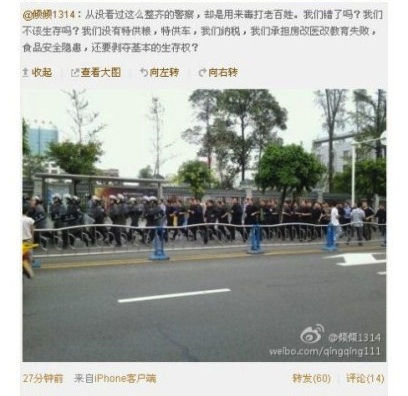 @倾倾1314：从没看过这么整齐的警察，却是用来毒打老百姓。我们错了吗？我们
不该生存吗？我们没有特供粮，特供车，我们纳税，我们承担房改医改教育失败，
食品安全隐患，还要剥夺基本的生存权？
收起 查看大图 向左转 向右转
@倾倾1314
weibo.com/qingqing111
27分钟前 来自iPhone客户端 转发(60) 评论(14)